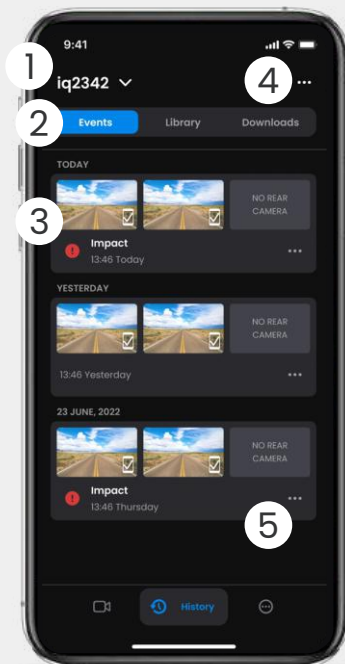 9:41
1
iq2342
4
2
Events Library Downloads
TODAY
3
NO REAR
CAMERA
Impact
13:46 Today
YESTERDAY
NO REAR
CAMERA
13:46 Yesterday
23 JUNE, 2022
NO REAR
CAMERA
Impact
13:46 Thursday
5
History